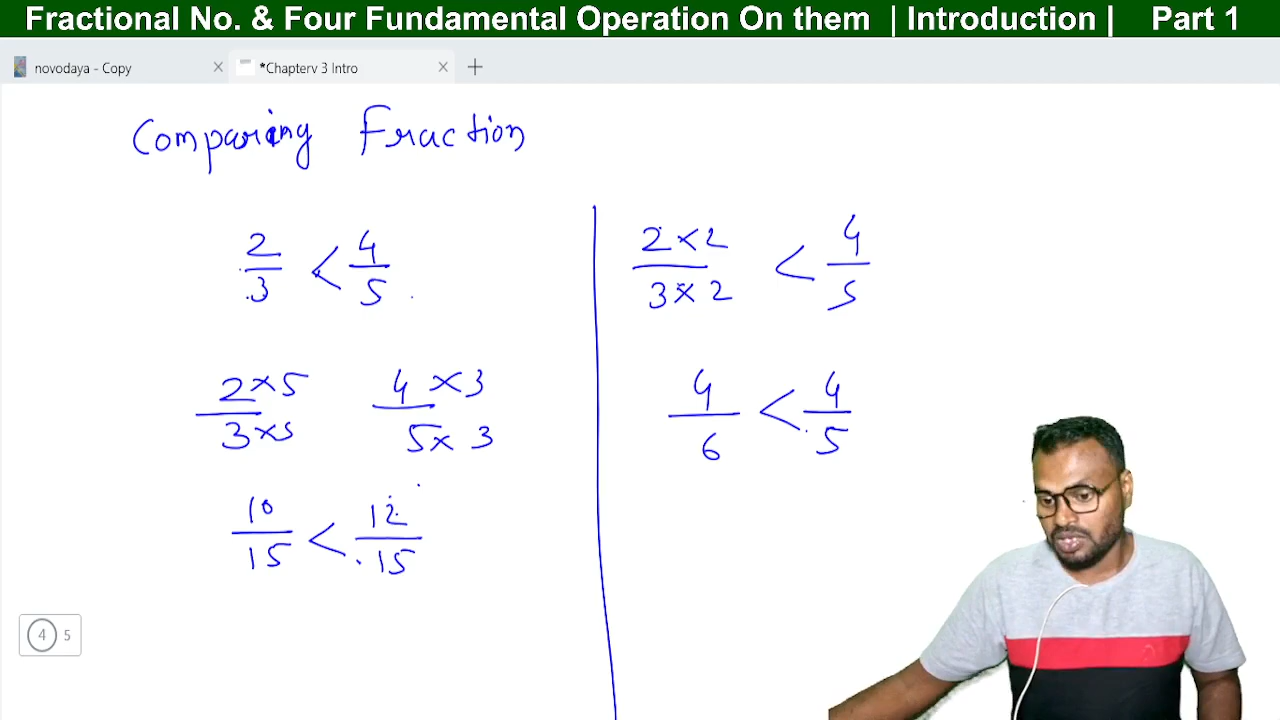 Fractional No. & Four Fundamental Operation On them | Introduction | Part 1
novodaya - Copy
*Chapterv 3 Intro
Comparing Fraction
2/3 < 4/5
2×5/3×5 4×3/5×3
10/15 < 12/15
2×2/3×2 < 4/5
4/6 < 4/5
4 5